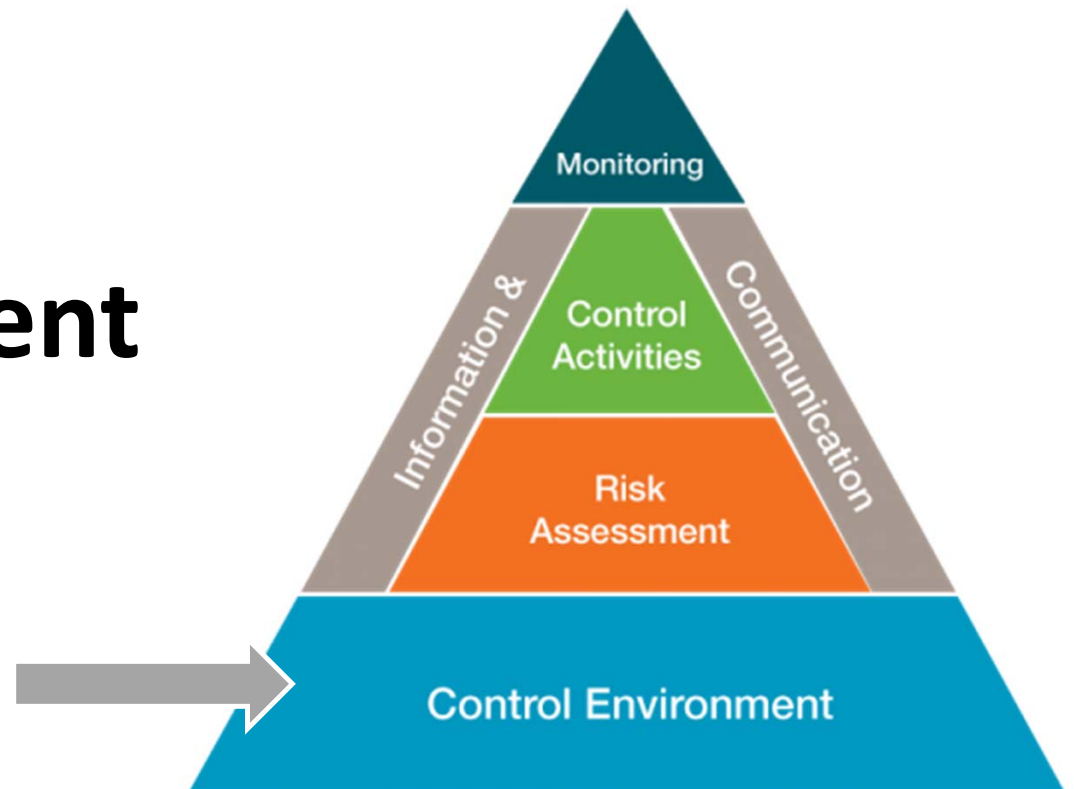 Monitoring
Information &
Communication
Control
Activities
ent
Risk
Assessment
Control Environment